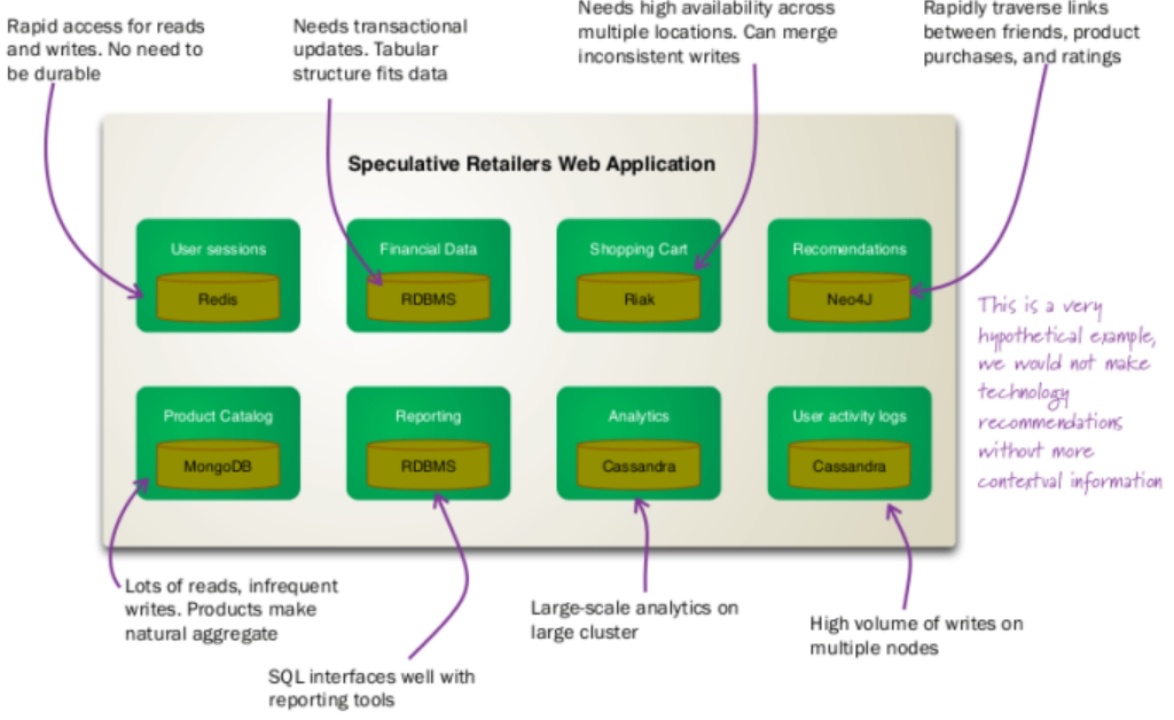 Rapid access for reads
and writes. No need to
be durable
Needs transactional
updates. Tabular
structure fits data
Needs high availability across
multiple locations. Can merge
inconsistent writes
Rapidly traverse links
between friends, product
purchases, and ratings
Speculative Retailers Web Application
User sessions
Redis
Financial Data
RDBMS
Shopping Cart
Riak
Recomendations
Neo4J
This is a very
hypothetical example,
we would not make
technology
recommendations
without more
contextual information
Product Catalog
MongoDB
Reporting
RDBMS
Analytics
Cassandra
User activity logs
Cassandra
Lots of reads, infrequent
writes. Products make
natural aggregate
SQL interfaces well with
reporting tools
Large-scale analytics on
large cluster
High volume of writes on
multiple nodes